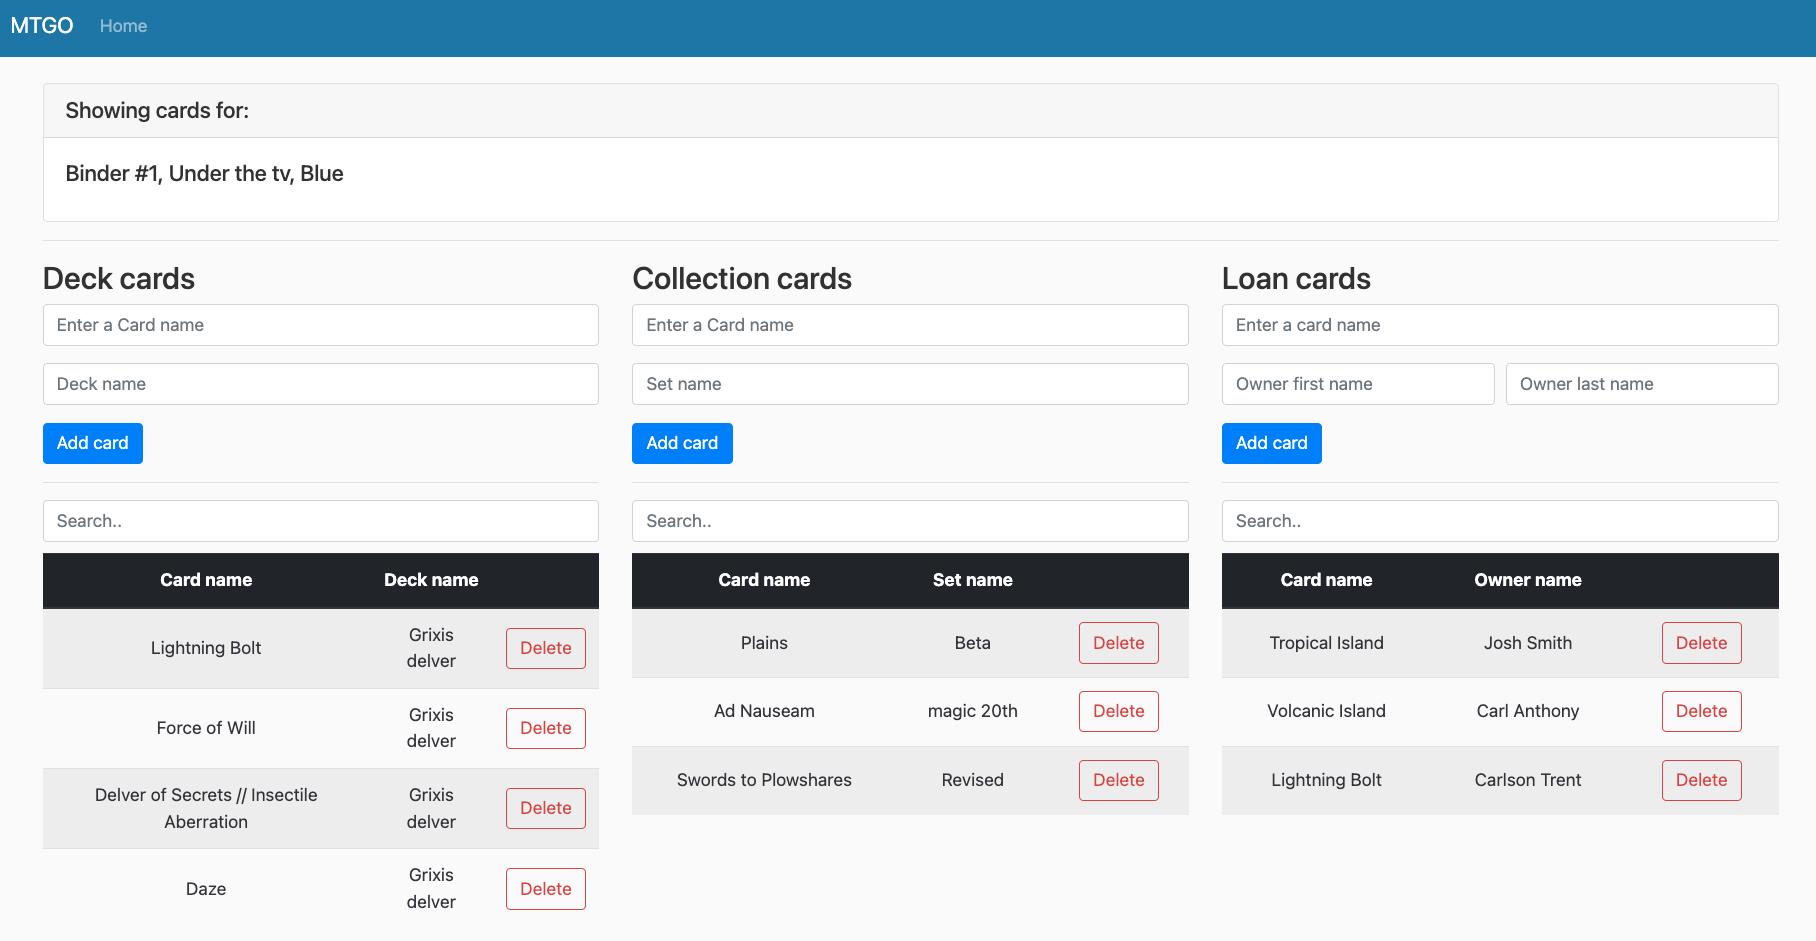 MTGO Home
Showing cards for:
Binder #1, Under the tv, Blue
Deck cards
Enter a Card name
Deck name
Add card
Search..
Card name Deck name
Lightning Bolt Grixis delver Delete
Force of Will Grixis delver Delete
Delver of Secrets // Insectile Aberration Grixis delver Delete
Daze Grixis delver Delete
Collection cards
Enter a Card name
Set name
Add card
Search..
Card name Set name
Plains Beta Delete
Ad Nauseam magic 20th Delete
Swords to Plowshares Revised Delete
Loan cards
Enter a card name
Owner first name Owner last name
Add card
Search..
Card name Owner name
Tropical Island Josh Smith Delete
Volcanic Island Carl Anthony Delete
Lightning Bolt Carlson Trent Delete